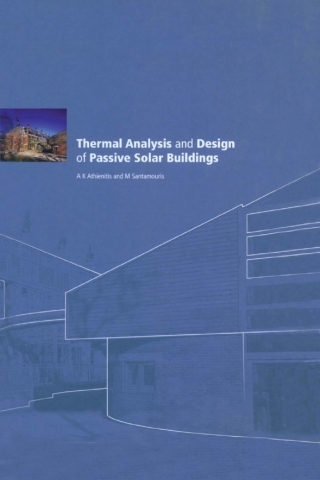 Thermal Analysis and Design
of Passive Solar Buildings
A K Athienitis and M Santamouris